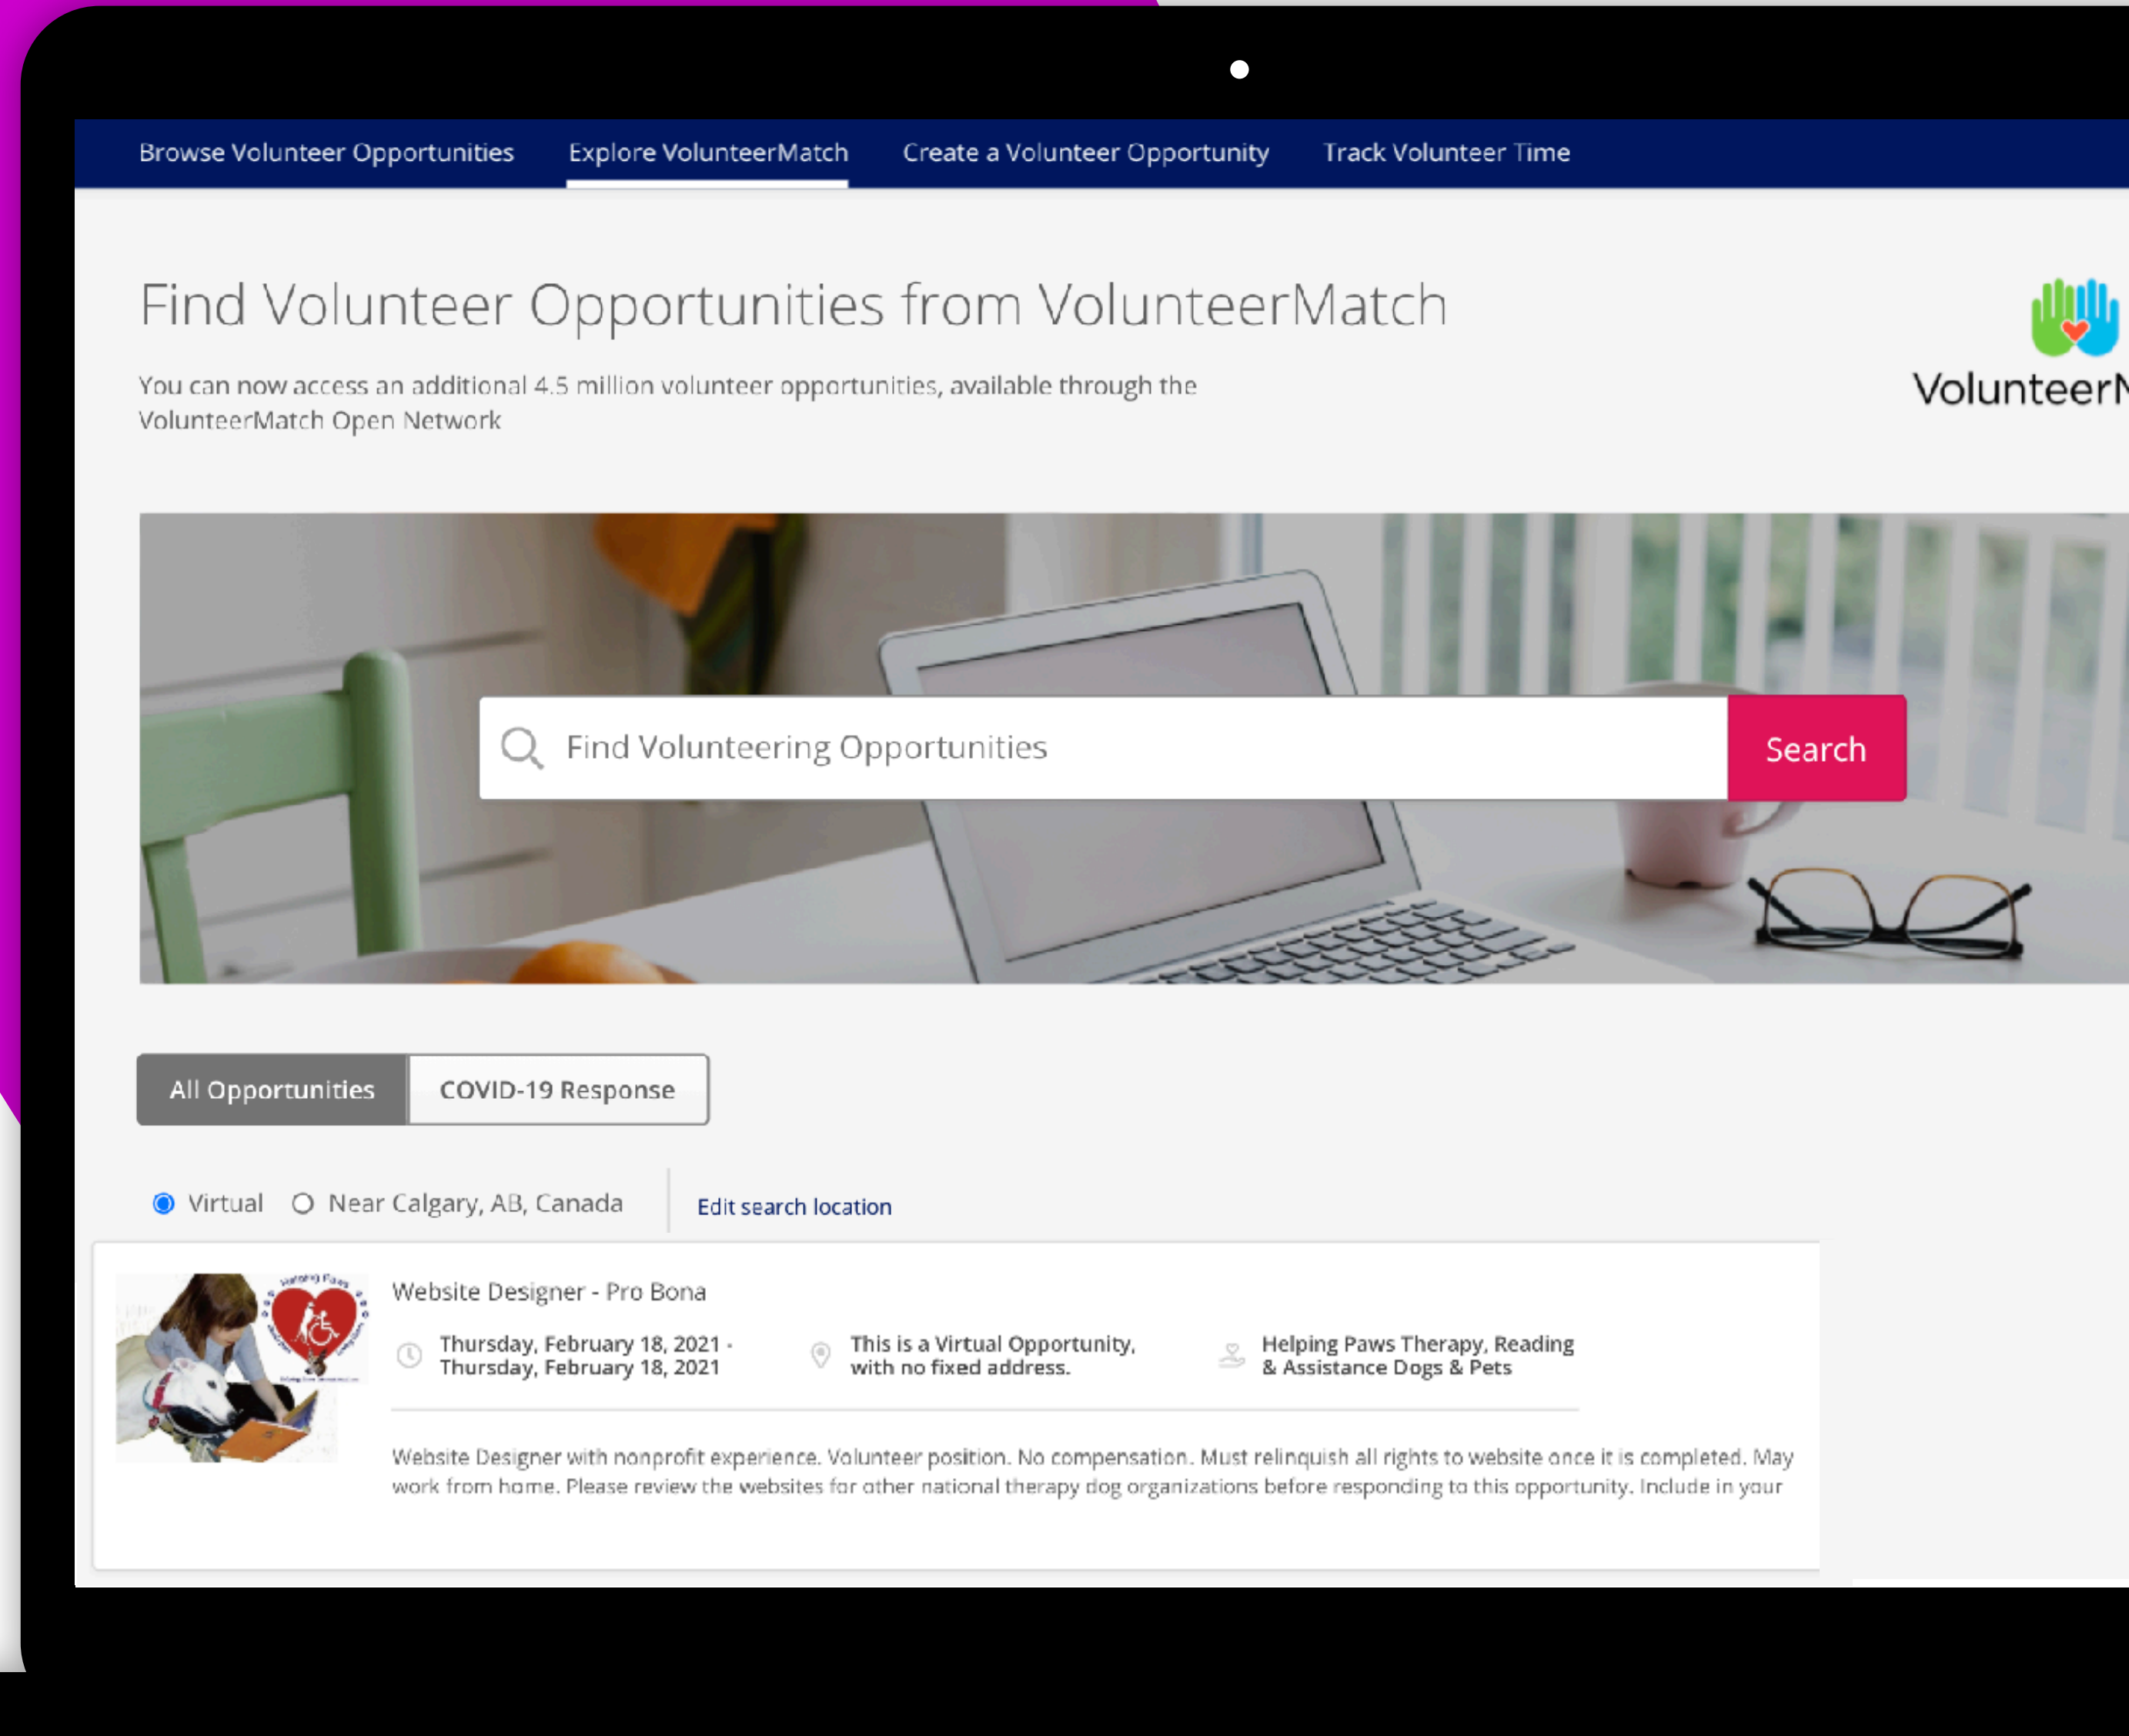 Browse Volunteer Opportunities
Explore VolunteerMatch
Create a Volunteer Opportunity
Track Volunteer Time
Find Volunteer Opportunities from VolunteerMatch
You can now access an additional 4.5 million volunteer opportunities, available through the
VolunteerMatch Open Network
Volunteer
Find Volunteering Opportunities
Search
All Opportunities
COVID-19 Response
Virtual
Near Calgary, AB, Canada
Edit search location
Helping Paws
Website Designer - Pro Bona
Thursday, February 18, 2021 -
Thursday, February 18, 2021
This is a Virtual Opportunity,
with no fixed address.
Helping Paws Therapy, Reading
& Assistance Dogs & Pets
Website Designer with nonprofit experience. Volunteer position. No compensation. Must relinquish all rights to website once it is completed. May
work from home. Please review the websites for other national therapy dog organizations before responding to this opportunity. Include in your